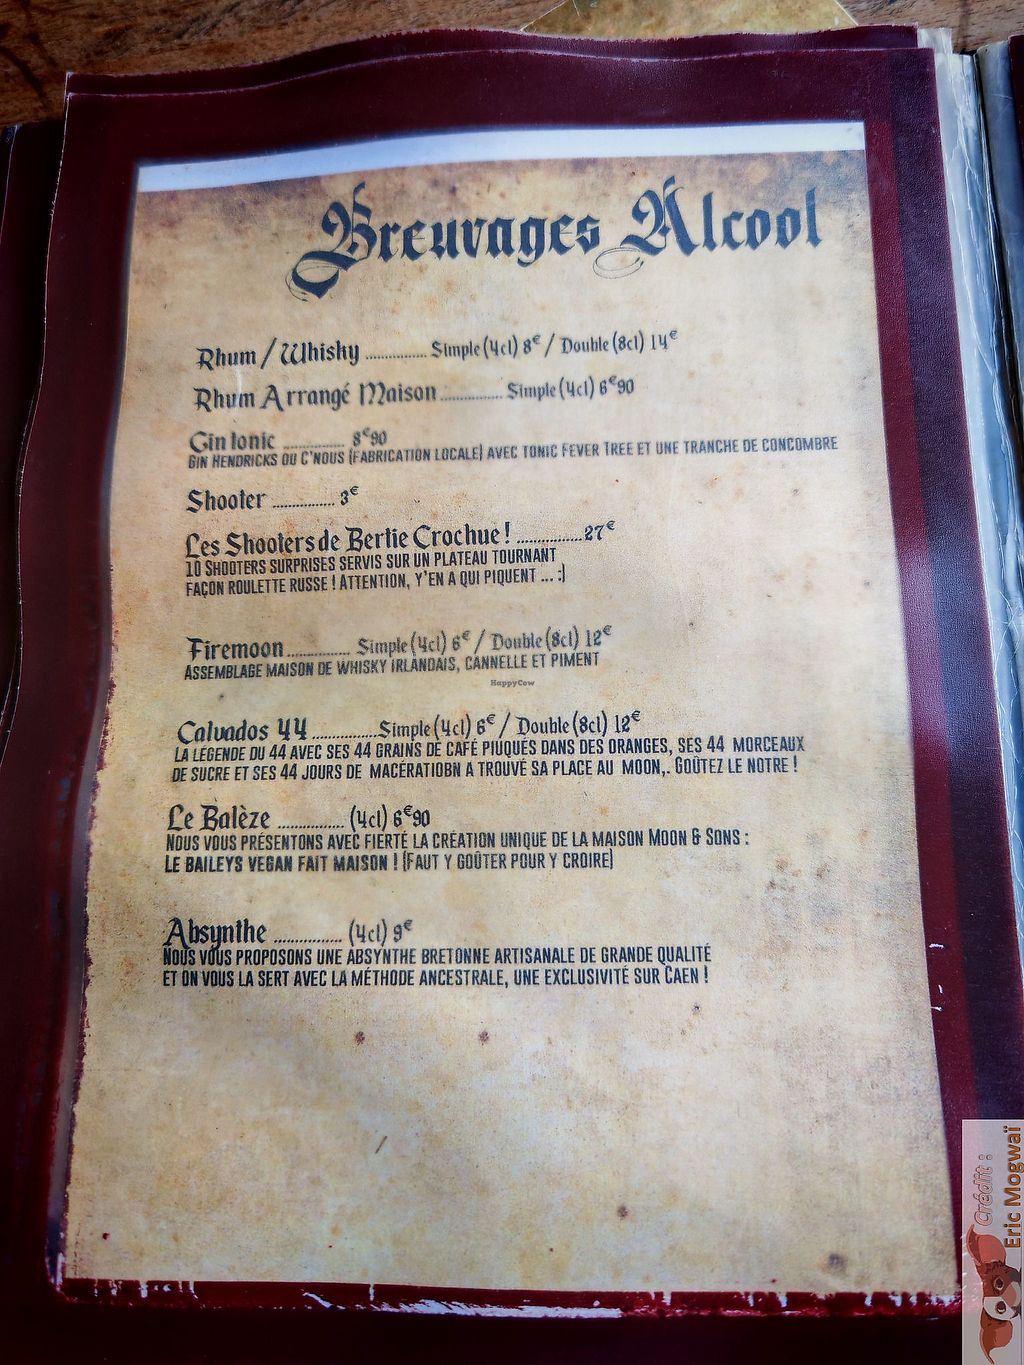 Breuvages Alcool
Rhum / Whisky ............... Simple (4cl) 8€ / Double (8cl) 14€
Rhum Arrangé Maison ............... Simple (4cl) 6€90
Gin Tonic ............... 8€90
GIN HENDRICKS OU C'NOUS (FABRICATION LOCALE) AVEC TONIC FEVER TREE ET UNE TRANCHE DE CONCOMBRE
Shooter ............... 3€
Les Shooters de Bertie Crochue ! ............... 27€
10 SHOOTERS SURPRISES SERVIS SUR UN PLATEAU TOURNANT
FAÇON ROULETTE RUSSE ! ATTENTION, Y'EN A QUI PIQUENT ... :)
Firemoon ............... Simple (4cl) 6€ / Double (8cl) 12€
ASSEMBLAGE MAISON DE WHISKY IRLANDAIS, CANNELLE ET PIMENT
HappyCow
Calvados 44 ............... Simple (4cl) 6€ / Double (8cl) 12€
LA LÉGENDE DU 44 AVEC SES 44 GRAINS DE CAFÉ PIUQUÉS DANS DES ORANGES, SES 44 MORCEAUX
DE SUCRE ET SES 44 JOURS DE MACÉRATIOBN A TROUVÉ SA PLACE AU MOON,. GOÛTEZ LE NOTRE !
Le Balèze ............... (4cl) 6€90
NOUS VOUS PRÉSENTONS AVEC FIERTÉ LA CRÉATION UNIQUE DE LA MAISON MOON & SONS :
LE BAILEYS VEGAN FAIT MAISON ! (FAUT Y GOÛTER POUR Y CROIRE)
Absynthe ............... (4cl) 9€
NOUS VOUS PROPOSONS UNE ABSYNTHE BRETONNE ARTISANALE DE GRANDE QUALITÉ
ET ON VOUS LA SERT AVEC LA MÉTHODE ANCESTRALE, UNE EXCLUSIVITÉ SUR CAEN !
Crédit :
Eric Mogwaï